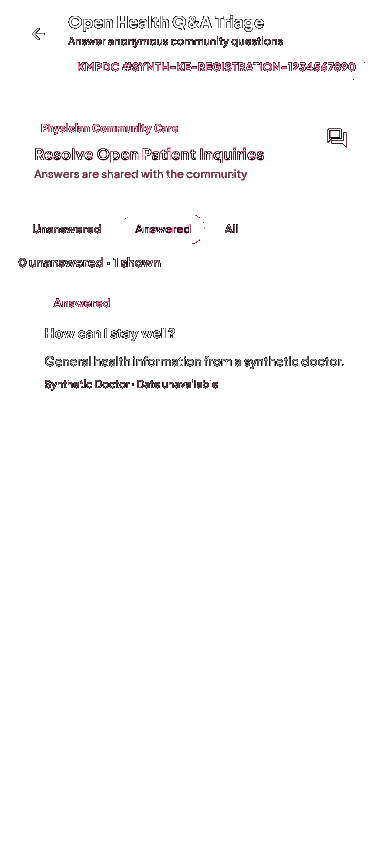 Open Health Q&A Triage
Answer anonymous community questions
KMPDC #SYNTH-KE-REGISTRATION-1234567890
Physician Community Care
Resolve Open Patient Inquiries
Answers are shared with the community
Unanswered Answered All
0 unanswered · 1 shown
Answered
How can I stay well?
General health information from a synthetic doctor.
Synthetic Doctor · Date unavailable